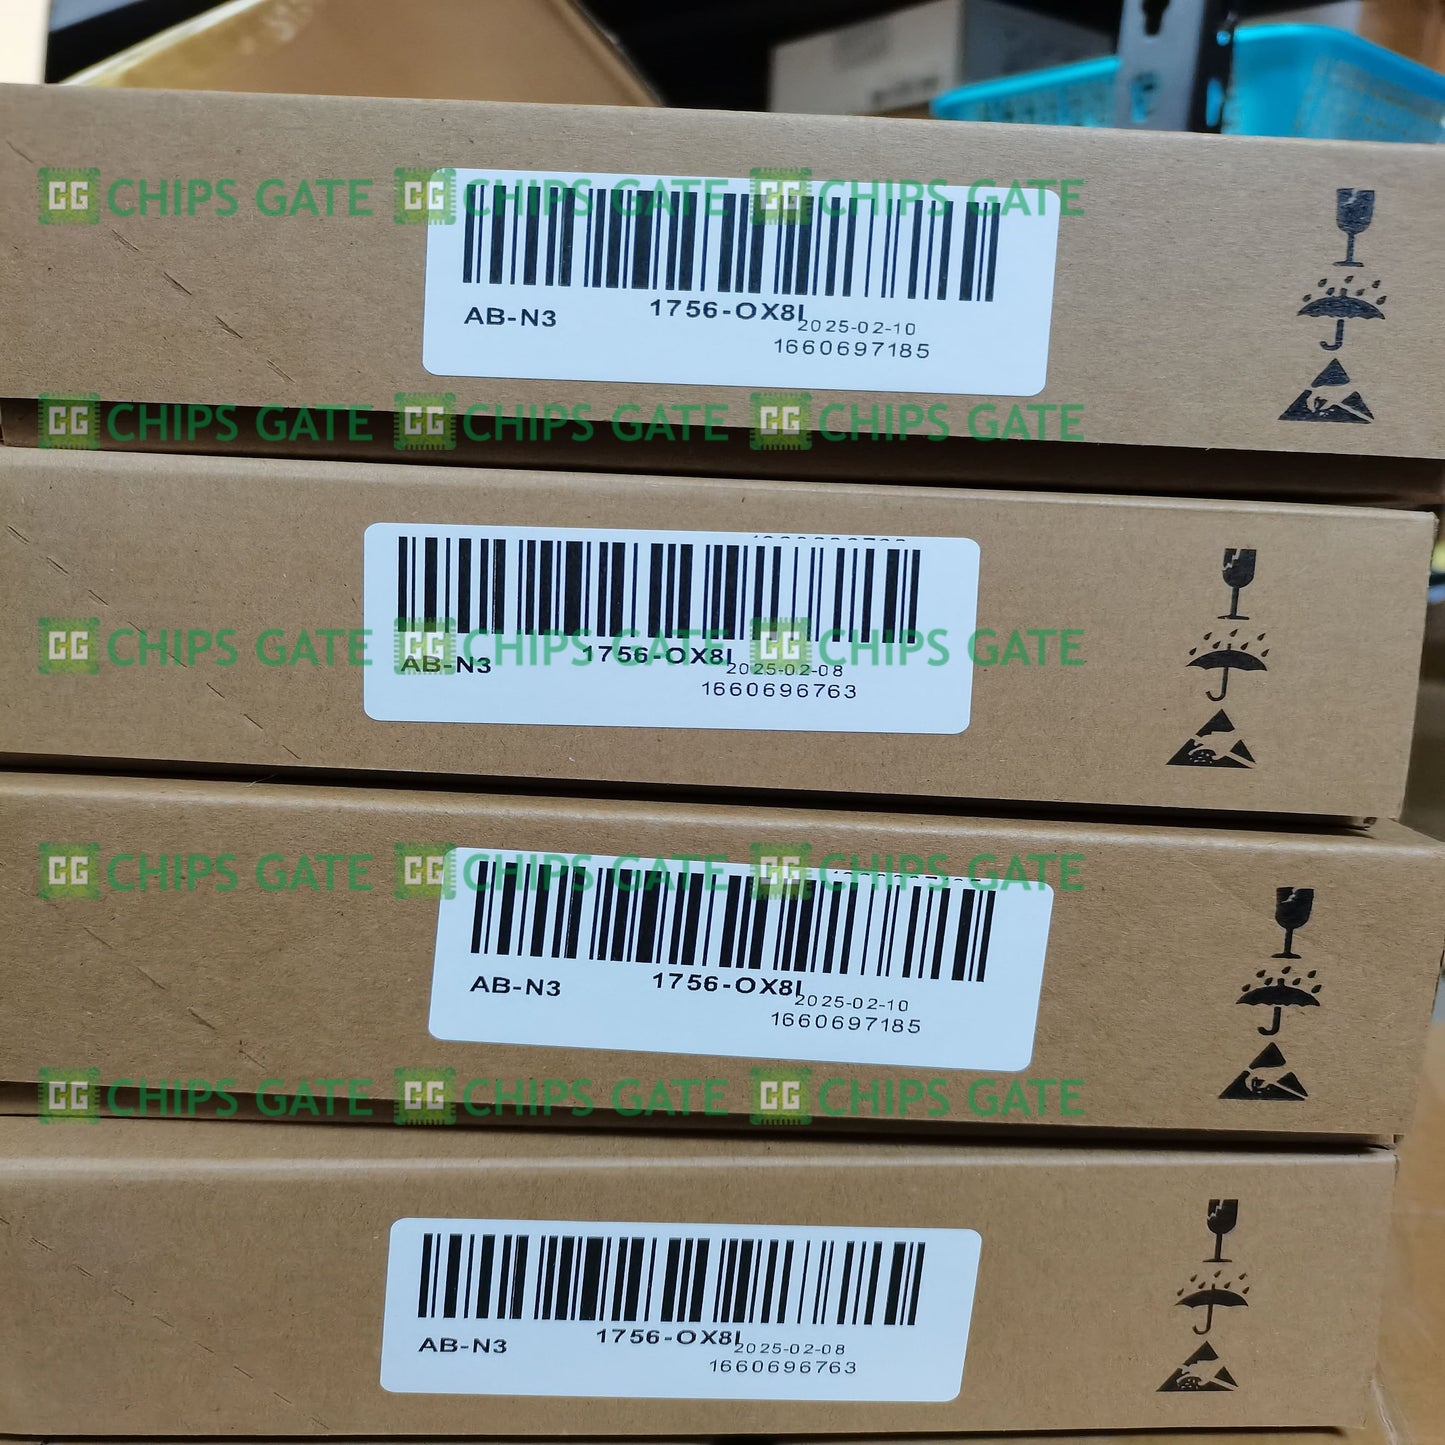 CG CHIPS GATE CG CHIPS GATE CG CHIPS GATE
AB-N3 1756-OX8I
2025-02-10
1660697185
CG CHIPS GATE CG CHIPS GATE CG CHIPS GATE
CG CHIPS GATE CG CHIPS GATE CG CHIPS GATE
AB-N3 1756-OX8I
2025-02-08
1660696763
CG CHIPS GATE CG CHIPS GATE CG CHIPS GATE
AB-N3 1756-OX8I
2025-02-10
1660697185
CG CHIPS GATE CG CHIPS GATE CG CHIPS GATE
AB-N3 1756-OX8I
2025-02-08
1660696763